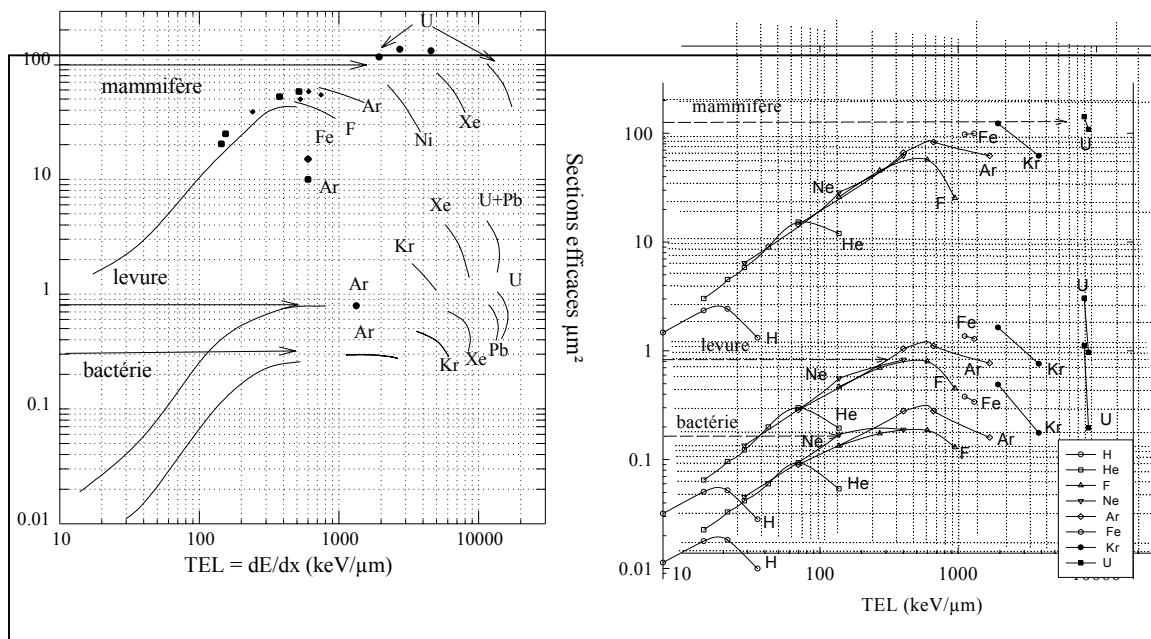 U
100
mammifère
Ar
Fe
F
Ni
Xe
10
Ar
Xe
U+Pb
Kr
levure
U
1
Ar
Ar
bactérie
Kr
Xe
Pb
0.1
0.01
10
100
1000
10000
TEL = dE/dx (keV/µm)
Sections efficaces µm²
mammifère
100
Fe
U
Kr
Ne
Ar
F
10
He
U
H
Fe
1
levure
Ne
Ar
Kr
F
Fe
bactérie
He
Ne
Kr
U
Ar
F
0.1
He
H
H
0.01
H
He
F
Ne
Ar
Fe
Kr
U
10
100
1000
10000
TEL (keV/µm)